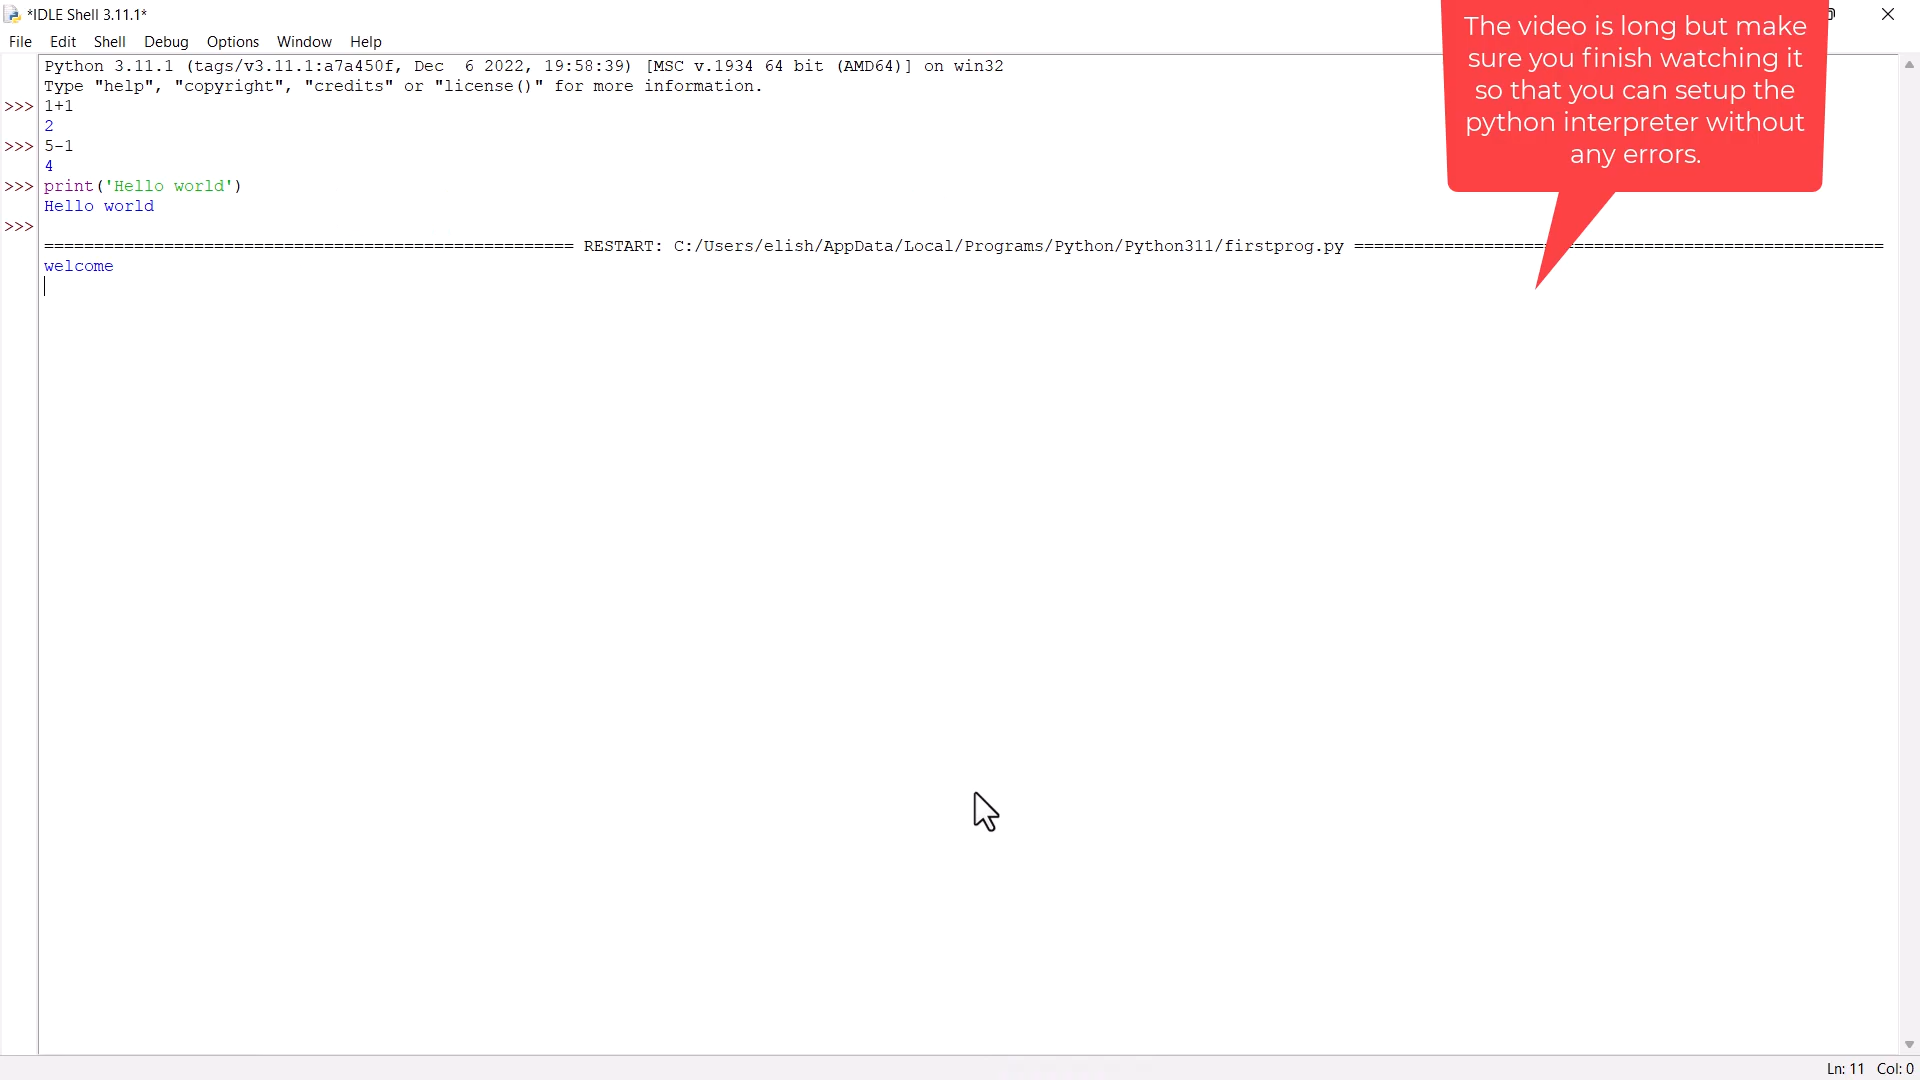 *IDLE Shell 3.11.1*
File Edit Shell Debug Options Window Help
Python 3.11.1 (tags/v3.11.1:a7a450f, Dec  6 2022, 19:58:39) [MSC v.1934 64 bit (AMD64)] on win32
Type "help", "copyright", "credits" or "license()" for more information.
>>> 1+1
2
>>> 5-1
4
>>> print('Hello world')
Hello world
>>>
===================================================== RESTART: C:/Users/elish/AppData/Local/Programs/Python/Python311/firstprog.py =====================================================
welcome
The video is long but make
sure you finish watching it
so that you can setup the
python interpreter without
any errors.
Ln: 11 Col: 0